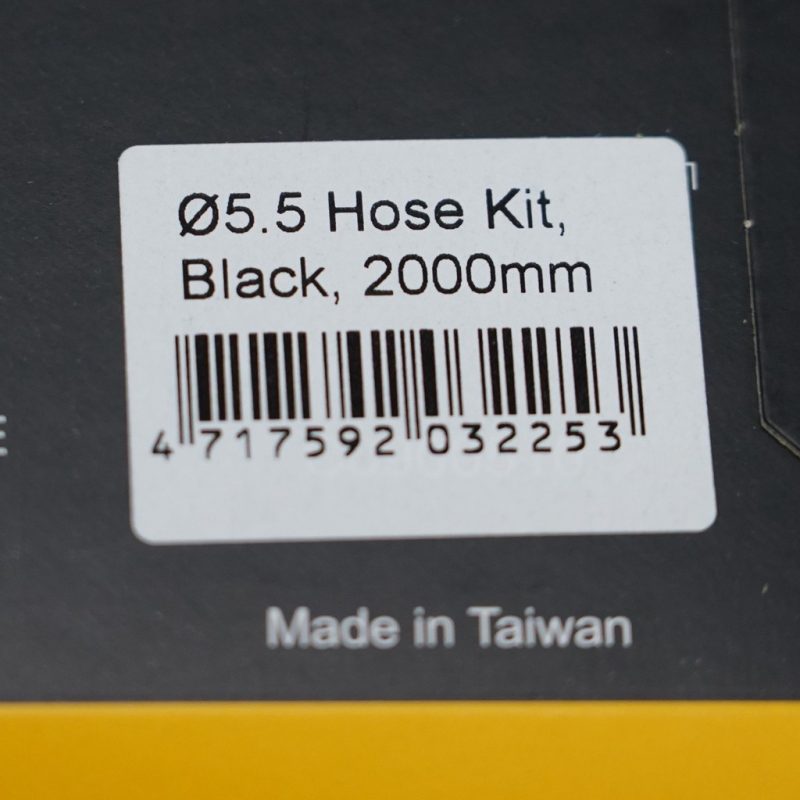 Ø5.5 Hose Kit,
Black, 2000mm
4 717592 032253
Made in Taiwan